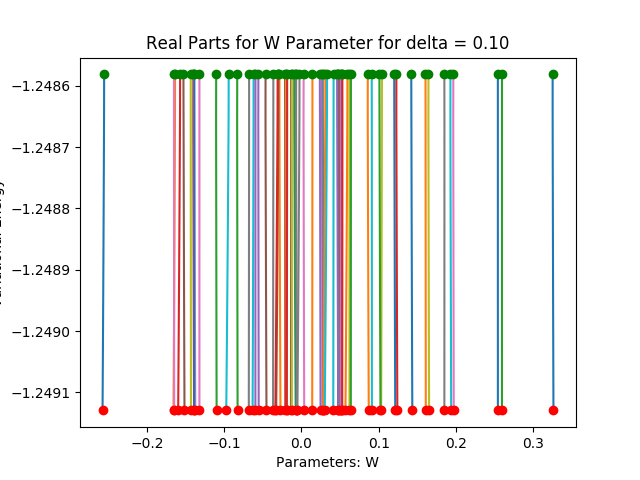 Real Parts for W Parameter for delta = 0.10
−1.2486
−1.2487
−1.2488
−1.2489
−1.2490
−1.2491
−0.2 −0.1 0.0 0.1 0.2 0.3
Parameters: W